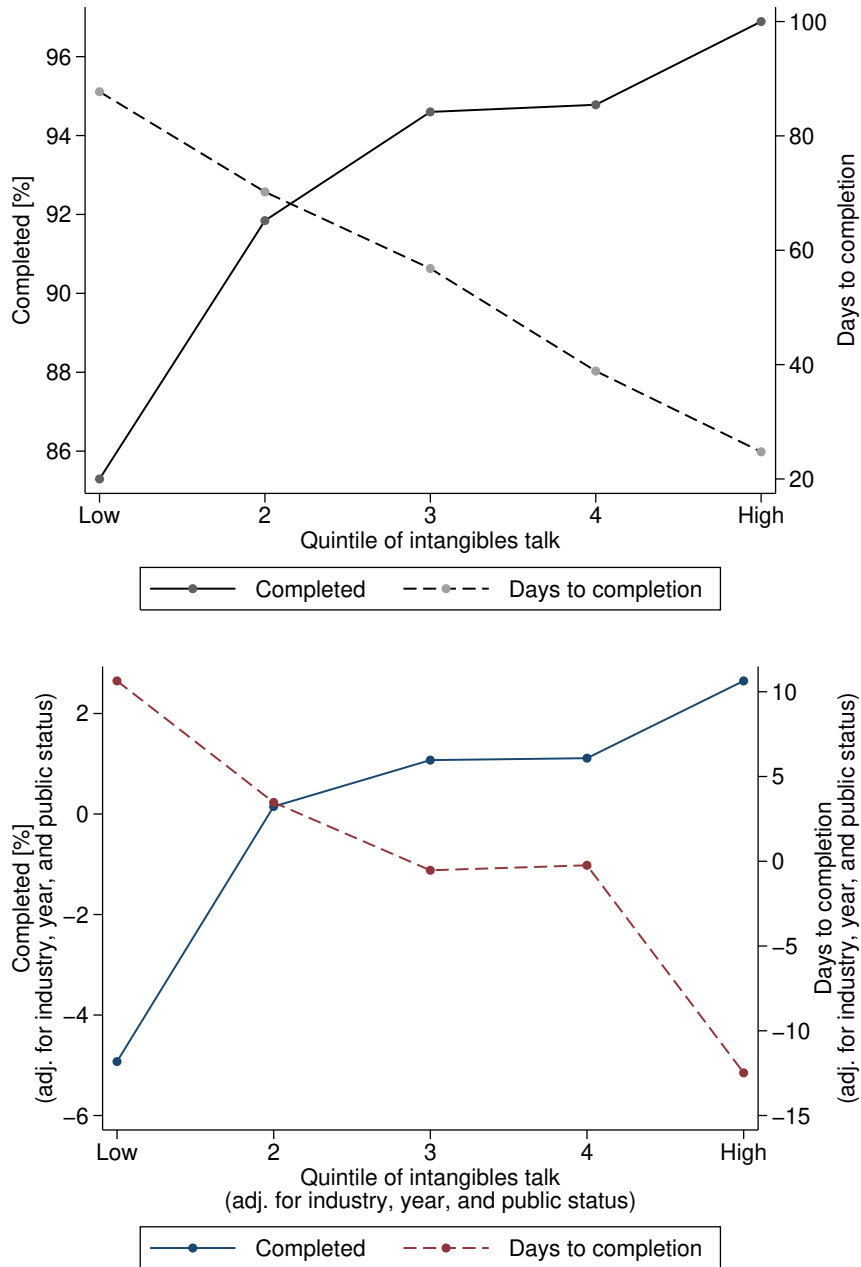 96
94
92
90
88
86
Completed [%]
100
80
60
40
20
Days to completion
Low
2
3
4
High
Quintile of intangibles talk
Completed
Days to completion
2
0
−2
−4
−6
Completed [%]
(adj. for industry, year, and public status)
10
5
0
−5
−10
−15
Days to completion
(adj. for industry, year, and public status)
Low
2
3
4
High
Quintile of intangibles talk
(adj. for industry, year, and public status)
Completed
Days to completion